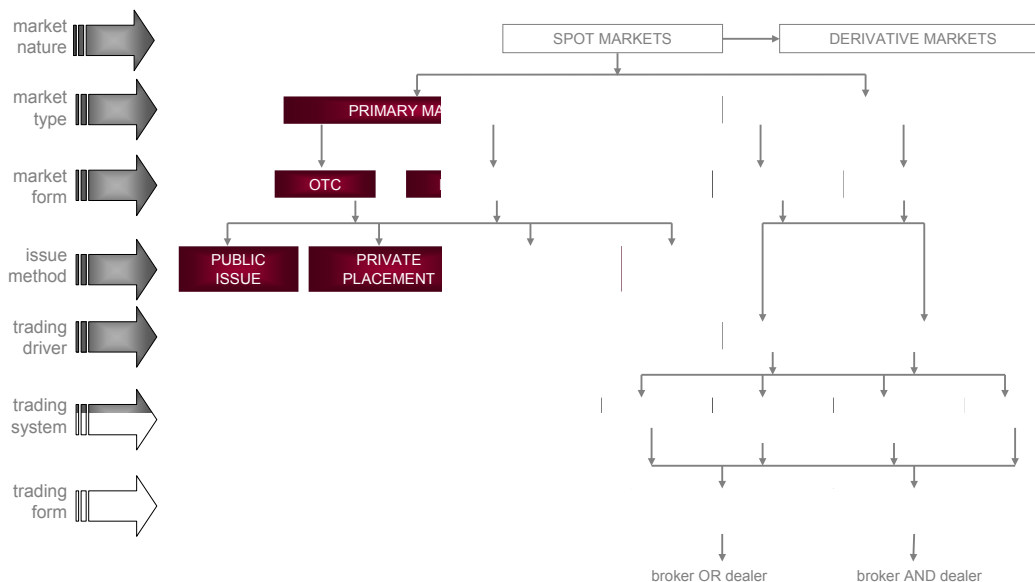 market
nature
SPOT MARKETS
DERIVATIVE MARKETS
market
type
PRIMARY MA
market
form
OTC
issue
method
PUBLIC
ISSUE
PRIVATE
PLACEMENT
trading
driver
trading
system
trading
form
broker OR dealer
broker AND dealer